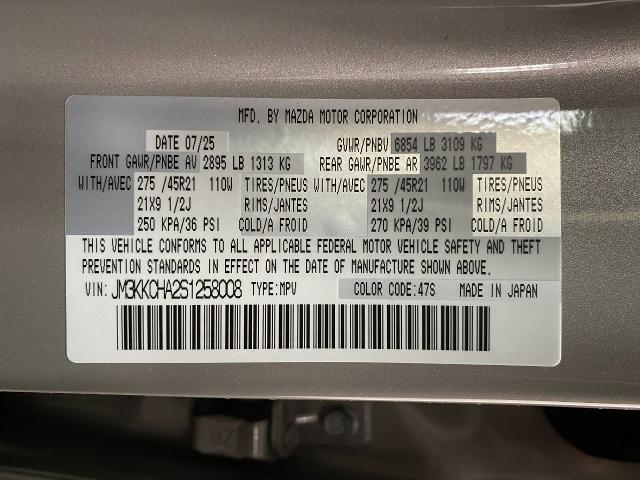 MFD. BY MAZDA MOTOR CORPORATION
DATE 07/25 GVWR/PNBV 6854 LB 3109 KG
FRONT GAWR/PNBE AV 2895 LB 1313 KG REAR GAWR/PNBE AR 3962 LB 1797 KG
WITH/AVEC 275 /45R21 110W TIRES/PNEUS WITH/AVEC 275 /45R21 110W TIRES/PNEUS
21X9 1/2J RIMS/JANTES 21X9 1/2J RIMS/JANTES
250 KPA/36 PSI COLD/A FROID 270 KPA/39 PSI COLD/A FROID
THIS VEHICLE CONFORMS TO ALL APPLICABLE FEDERAL MOTOR VEHICLE SAFETY AND THEFT
PREVENTION STANDARDS IN EFFECT ON THE DATE OF MANUFACTURE SHOWN ABOVE.
VIN: JM3KKCHA2S1258008 TYPE:MPV COLOR CODE:47S MADE IN JAPAN
ZR